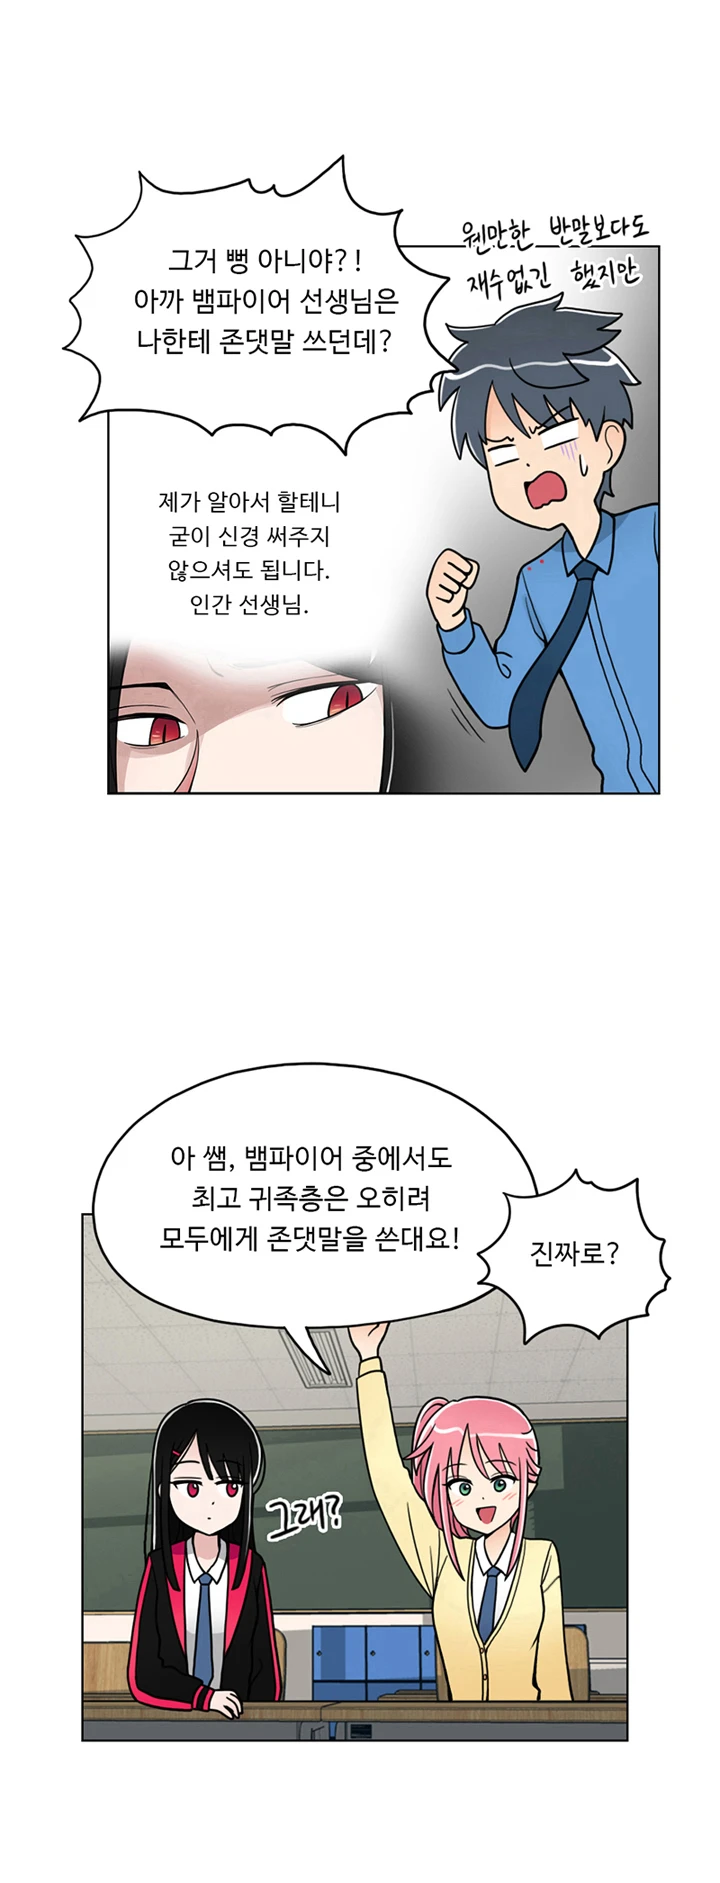 그거 뻥 아니야?!
아까 뱀파이어 선생님은
나한테 존댓말 쓰던데?
웬만한 반말보다도
재수없긴 했지만
제가 알아서 할테니
굳이 신경 써주지
않으셔도 됩니다.
인간 선생님.
아 쌤, 뱀파이어 중에서도
최고 귀족층은 오히려
모두에게 존댓말을 쓴대요!
진짜로?
그래?